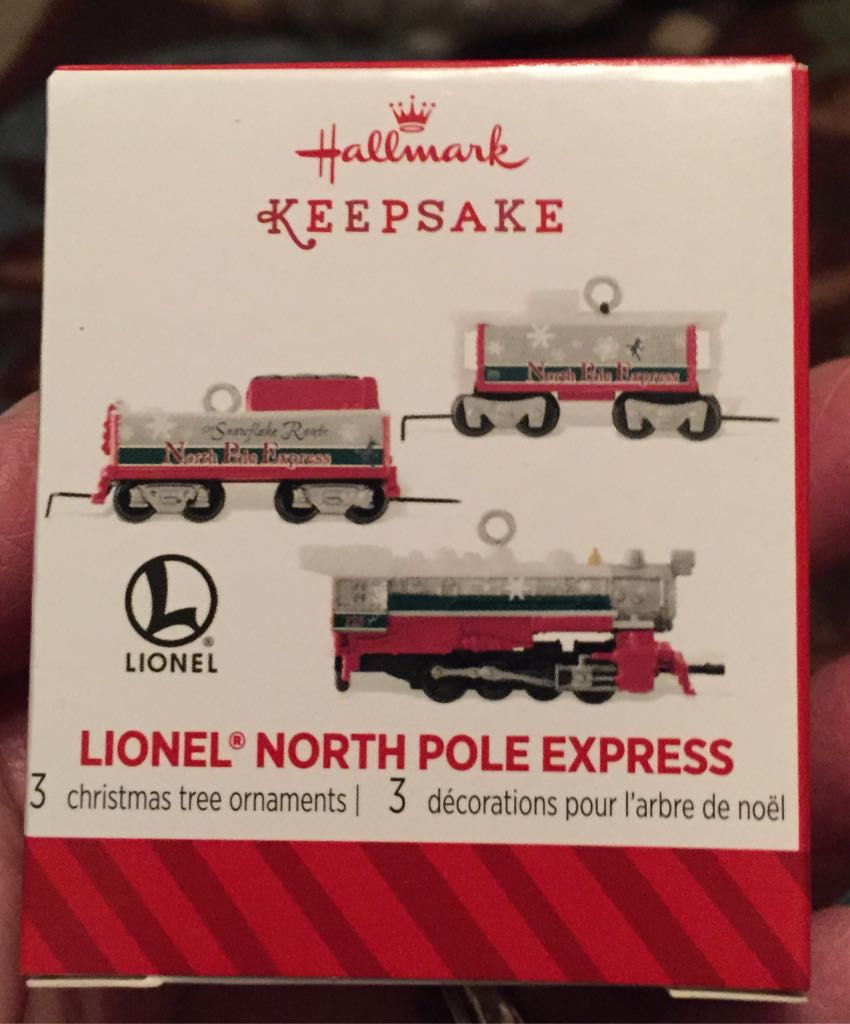 Hallmark
KEEPSAKE
North Pole Express
Snowflake Route
North Pole Express
L
®
LIONEL
LIONEL® NORTH POLE EXPRESS
3 christmas tree ornaments | 3 décorations pour l'arbre de noël